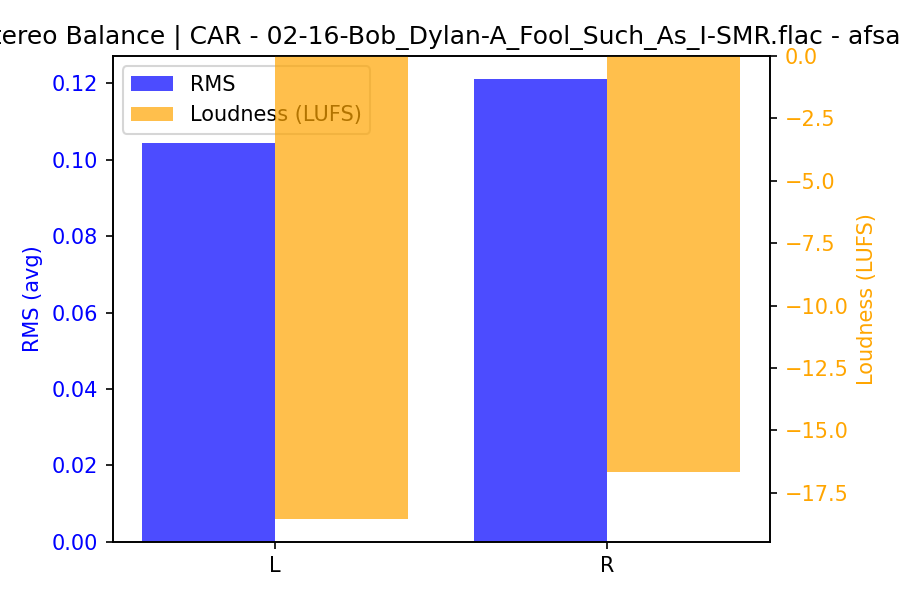 tereo Balance | CAR - 02-16-Bob_Dylan-A_Fool_Such_As_I-SMR.flac - afsa
RMS
Loudness (LUFS)
RMS (avg)
0.12
0.10
0.08
0.06
0.04
0.02
0.00
L
R
0.0
−2.5
−5.0
−7.5
−10.0
−12.5
−15.0
−17.5
Loudness (LUFS)